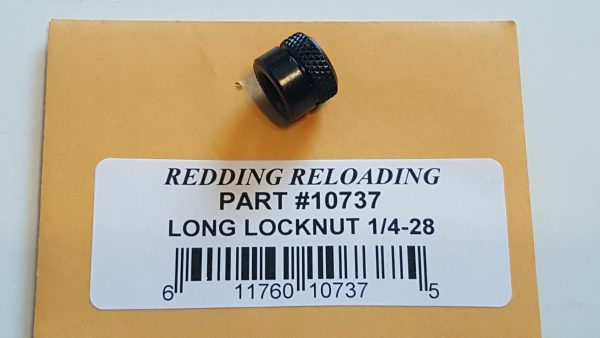 REDDING RELOADING
PART #10737
LONG LOCKNUT 1/4-28
6 11760 10737 5